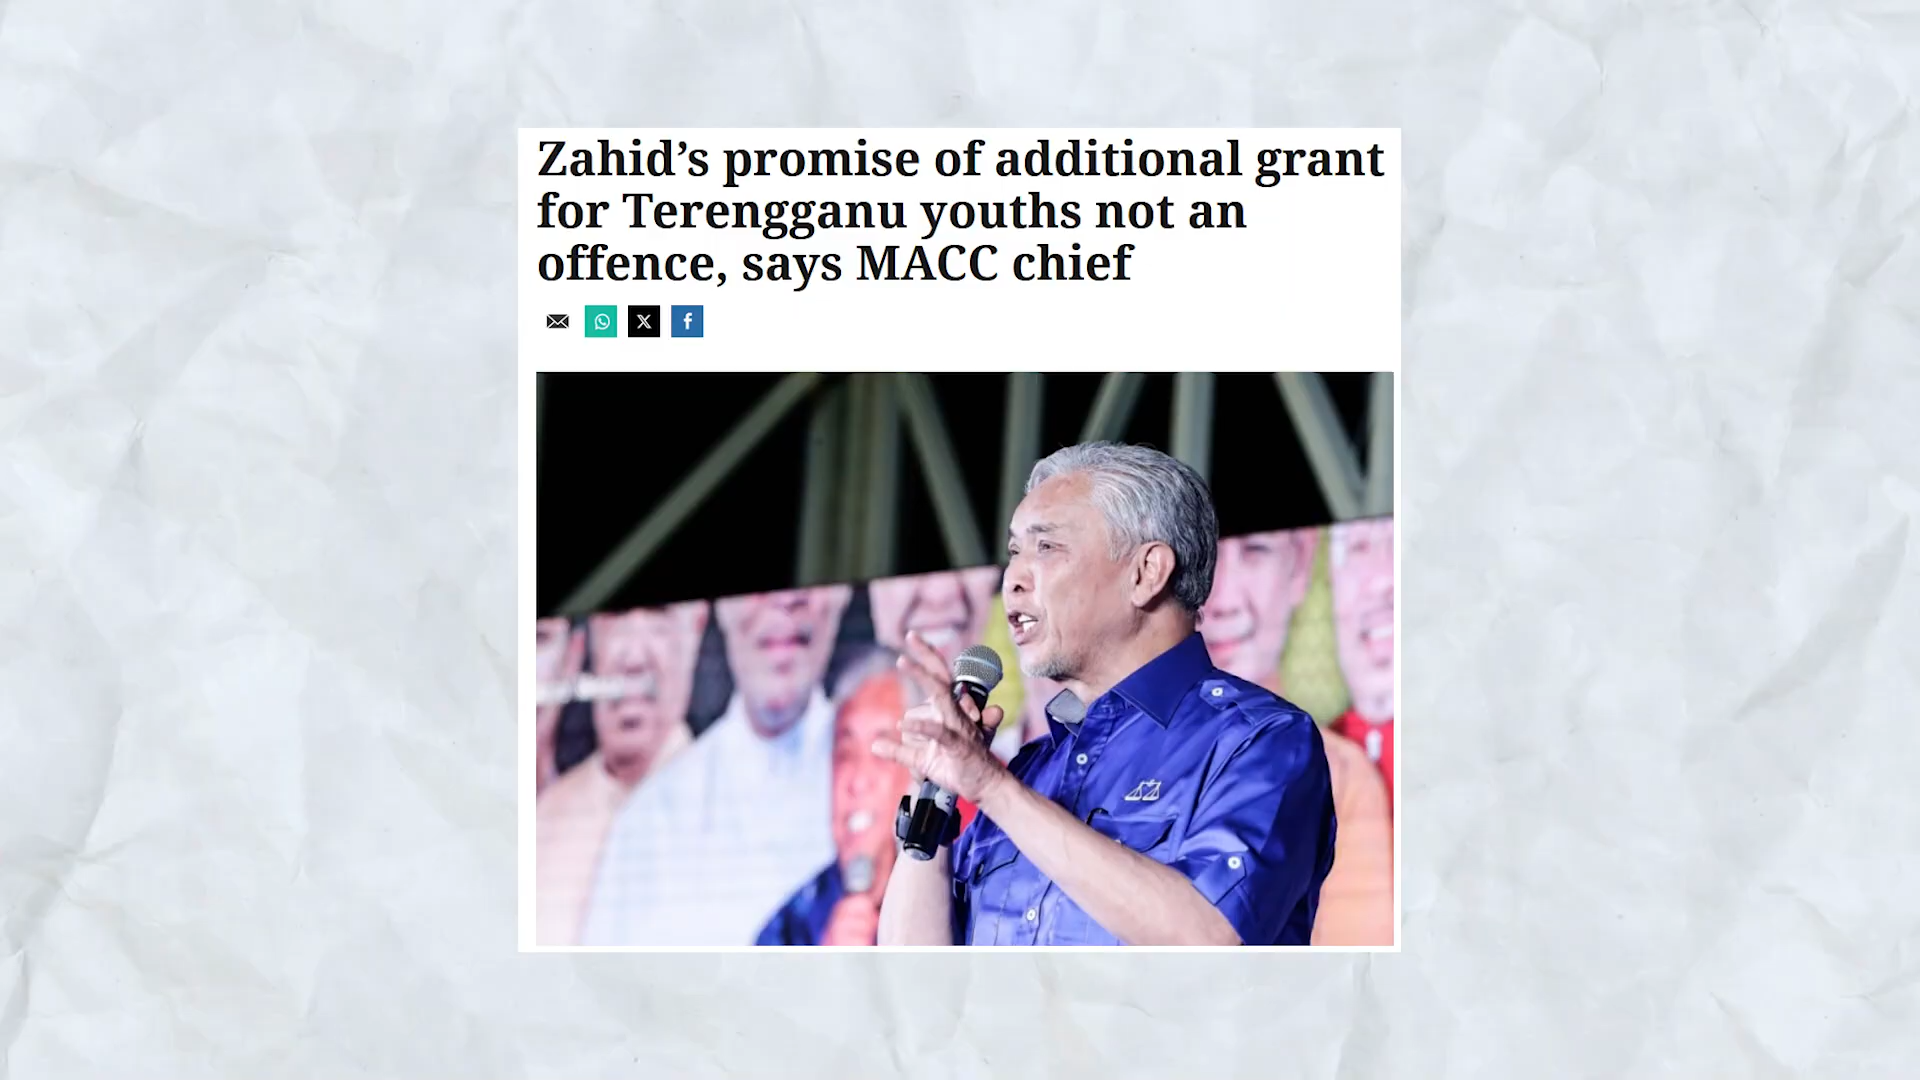 Zahid’s promise of additional grant
for Terengganu youths not an
offence, says MACC chief